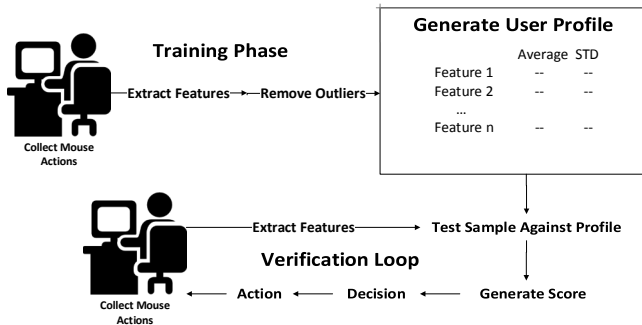 Training Phase
Extract Features
Remove Outliers
Collect Mouse
Actions
Generate User Profile
Average STD
Feature 1 -- --
Feature 2 -- --
...
Feature n -- --
Extract Features
Test Sample Against Profile
Verification Loop
Action
Decision
Generate Score
Collect Mouse
Actions